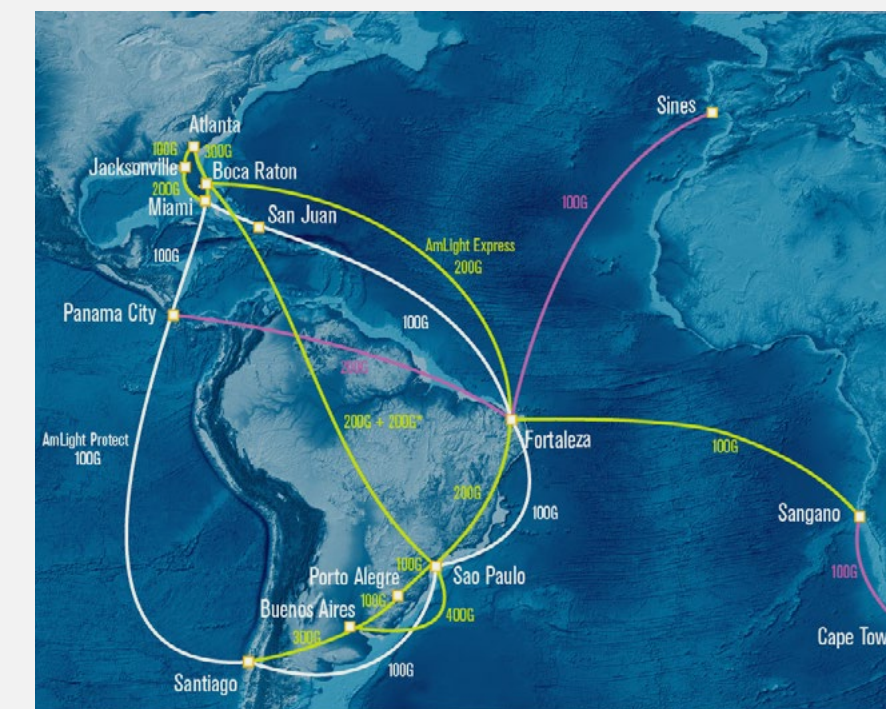 Sines
Atlanta
100G
300G
Jacksonville
Boca Raton
200G
Miami
San Juan
100G
AmLight Express
200G
100G
Panama City
100G
200G + 200G*
AmLight Protect
100G
Fortaleza
100G
200G
100G
Sangano
100G
Porto Alegre
Sao Paulo
100G
100G
Buenos Aires
400G
300G
Cape Tow
100G
Santiago